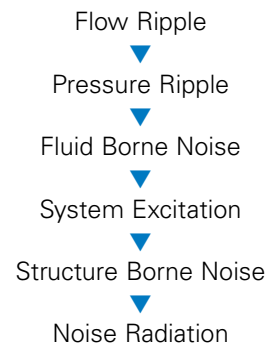 Flow Ripple
Pressure Ripple
Fluid Borne Noise
System Excitation
Structure Borne Noise
Noise Radiation